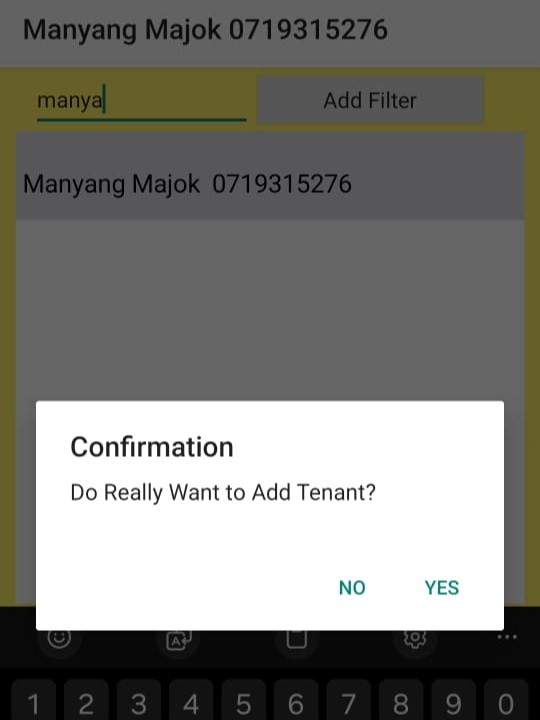 Manyang Majok 0719315276
manya
Add Filter
Manyang Majok 0719315276
Confirmation
Do Really Want to Add Tenant?
NO
YES
1 2 3 4 5 6 7 8 9 0